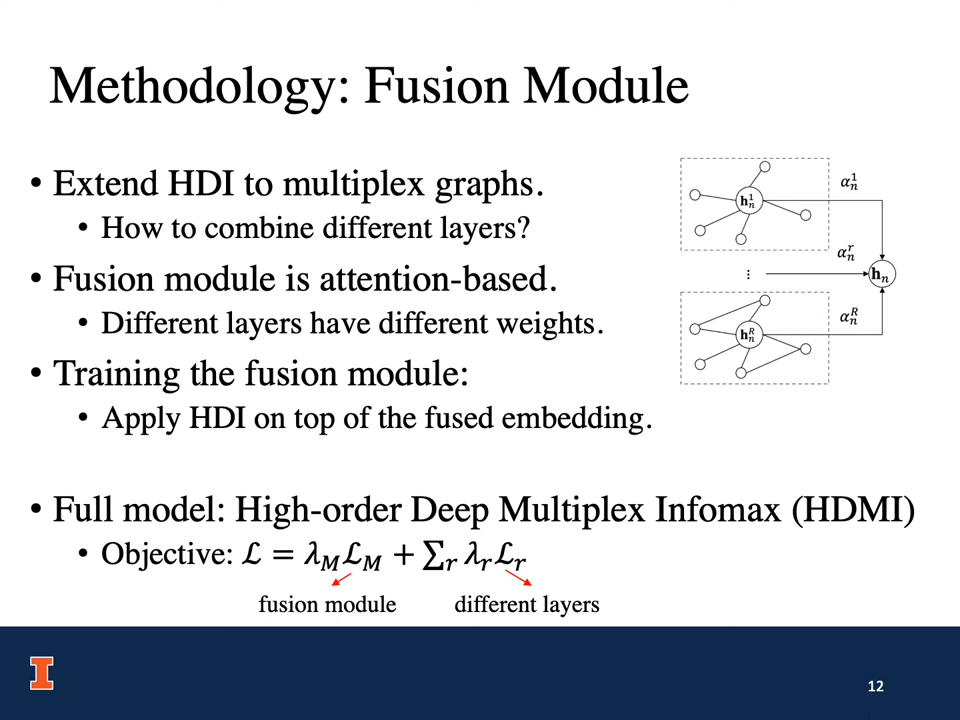 Methodology: Fusion Module
• Extend HDI to multiplex graphs.
• How to combine different layers?
• Fusion module is attention-based.
• Different layers have different weights.
• Training the fusion module:
• Apply HDI on top of the fused embedding.
• Full model: High-order Deep Multiplex Infomax (HDMI)
• Objective: ℒ = λ_M ℒ_M + ∑_r λ_r ℒ_r
fusion module
different layers
h_n^1
α_n^1
⋮
α_n^r
h_n
h_n^R
α_n^R
I
12